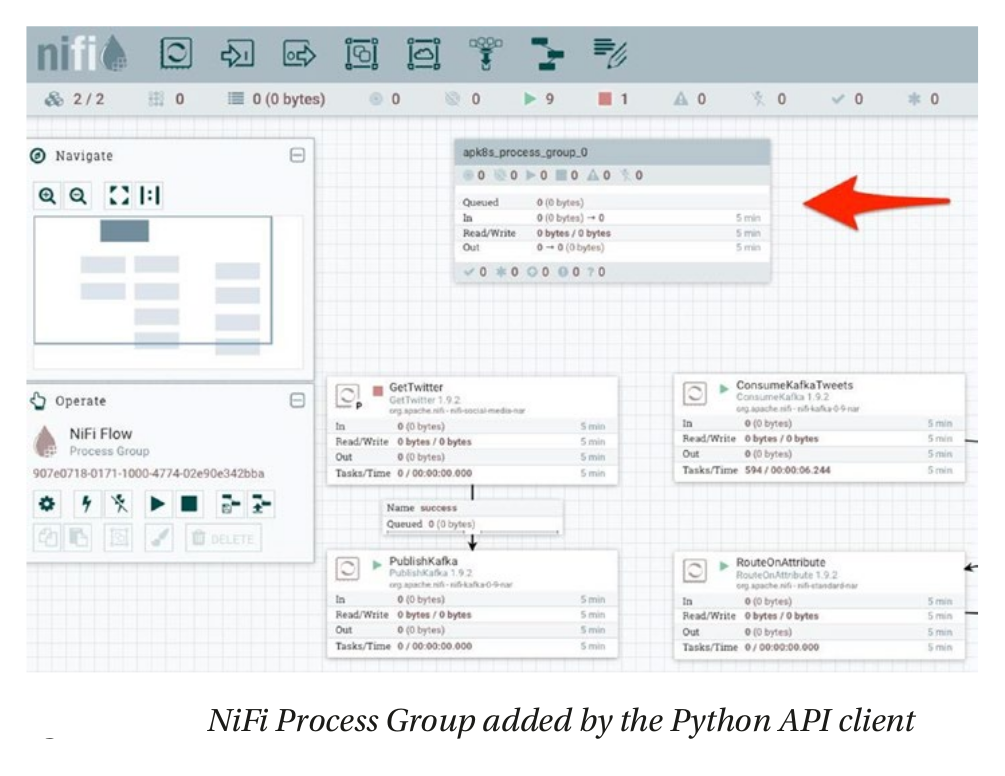 nifi
2 / 2 0 0 (0 bytes) 0 0 9 1 0 0 0 0
Navigate
apk8s_process_group_0
0 0 0 0 0 0
Queued 0 (0 bytes)
In 0 (0 bytes) → 0 5 min
Read/Write 0 bytes / 0 bytes 5 min
Out 0 → 0 (0 bytes) 5 min
0 0 0 0 ? 0
Operate
NiFi Flow
Process Group
907e0718-0171-1000-4774-02e90e342bba
DELETE
GetTwitter
GetTwitter 1.9.2
org.apache.nifi - nifi-social-media-nar
In 0 (0 bytes) 5 min
Read/Write 0 bytes / 0 bytes 5 min
Out 0 (0 bytes) 5 min
Tasks/Time 0 / 00:00:00.000 5 min
P
Name success
Queued 0 (0 bytes)
PublishKafka
PublishKafka 1.9.2
org.apache.nifi - nifi-kafka-0-9-nar
In 0 (0 bytes) 5 min
Read/Write 0 bytes / 0 bytes 5 min
Out 0 (0 bytes) 5 min
Tasks/Time 0 / 00:00:00.000 5 min
ConsumeKafkaTweets
ConsumeKafka 1.9.2
org.apache.nifi - nifi-kafka-0-9-nar
In 0 (0 bytes) 5 min
Read/Write 0 bytes / 0 bytes 5 min
Out 0 (0 bytes) 5 min
Tasks/Time 594 / 00:00:06.244 5 min
RouteOnAttribute
RouteOnAttribute 1.9.2
org.apache.nifi - nifi-standard-nar
In 0 (0 bytes) 5 min
Read/Write 0 bytes / 0 bytes 5 min
Out 0 (0 bytes) 5 min
Tasks/Time 0 / 00:00:00.000 5 min
NiFi Process Group added by the Python API client